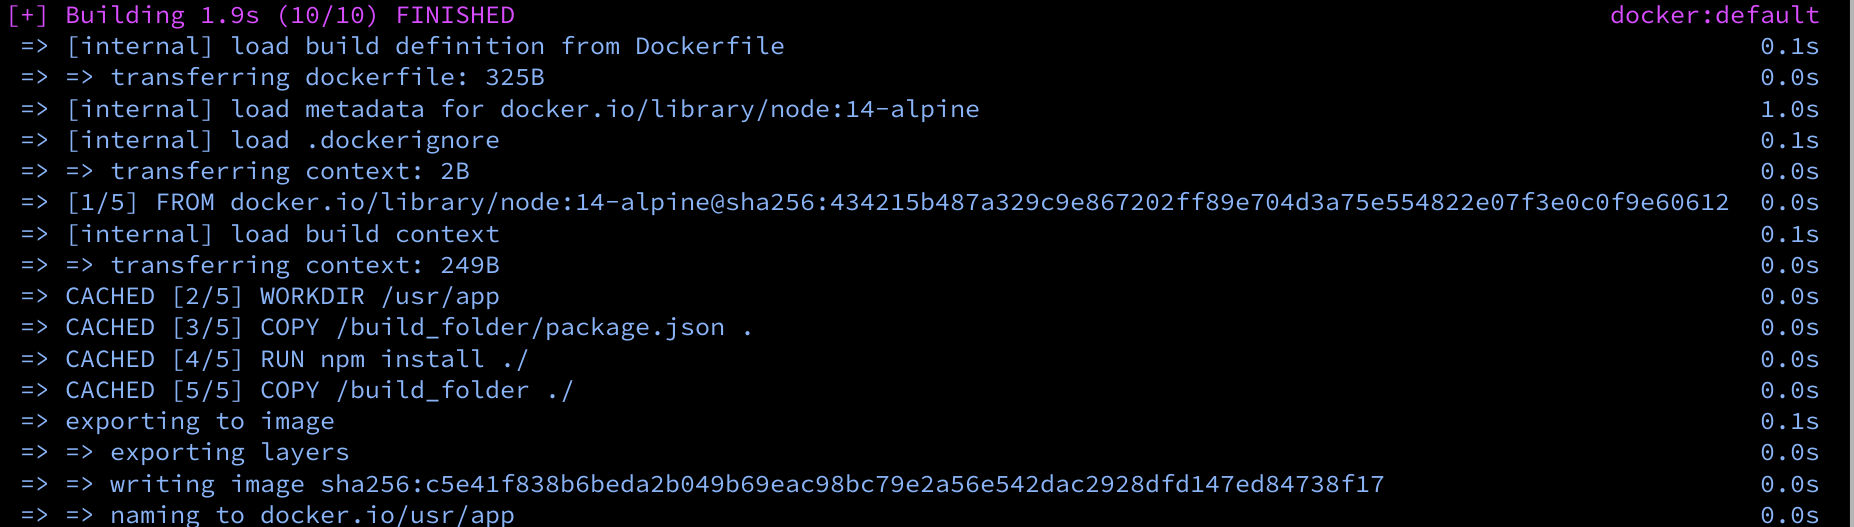 [+] Building 1.9s (10/10) FINISHED docker:default
=> [internal] load build definition from Dockerfile 0.1s
=> => transferring dockerfile: 325B 0.0s
=> [internal] load metadata for docker.io/library/node:14-alpine 1.0s
=> [internal] load .dockerignore 0.1s
=> => transferring context: 2B 0.0s
=> [1/5] FROM docker.io/library/node:14-alpine@sha256:434215b487a329c9e867202ff89e704d3a75e554822e07f3e0c0f9e60612 0.0s
=> [internal] load build context 0.1s
=> => transferring context: 249B 0.0s
=> CACHED [2/5] WORKDIR /usr/app 0.0s
=> CACHED [3/5] COPY /build_folder/package.json . 0.0s
=> CACHED [4/5] RUN npm install ./ 0.0s
=> CACHED [5/5] COPY /build_folder ./ 0.0s
=> exporting to image 0.1s
=> => exporting layers 0.0s
=> => writing image sha256:c5e41f838b6beda2b049b69eac98bc79e2a56e542dac2928dfd147ed84738f17 0.0s
=> => naming to docker.io/usr/app 0.0s